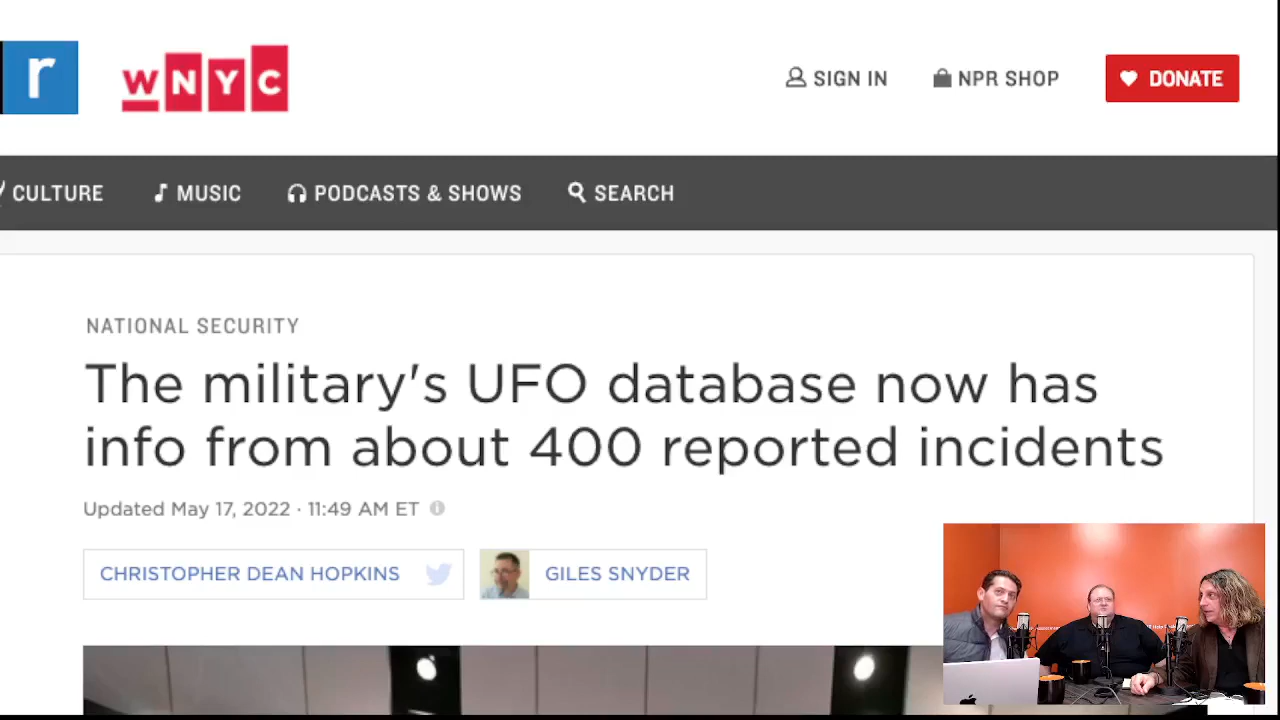 r
WNYC
SIGN IN
NPR SHOP
DONATE
CULTURE
MUSIC
PODCASTS & SHOWS
SEARCH
NATIONAL SECURITY
The military's UFO database now has
info from about 400 reported incidents
Updated May 17, 2022 · 11:49 AM ET
CHRISTOPHER DEAN HOPKINS
GILES SNYDER